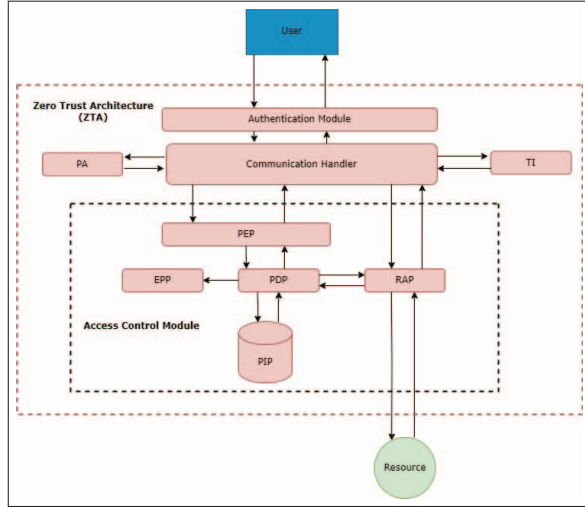 User
Zero Trust Architecture
(ZTA)
Authentication Module
PA
Communication Handler
TI
PEP
EPP
PDP
RAP
Access Control Module
PIP
Resource